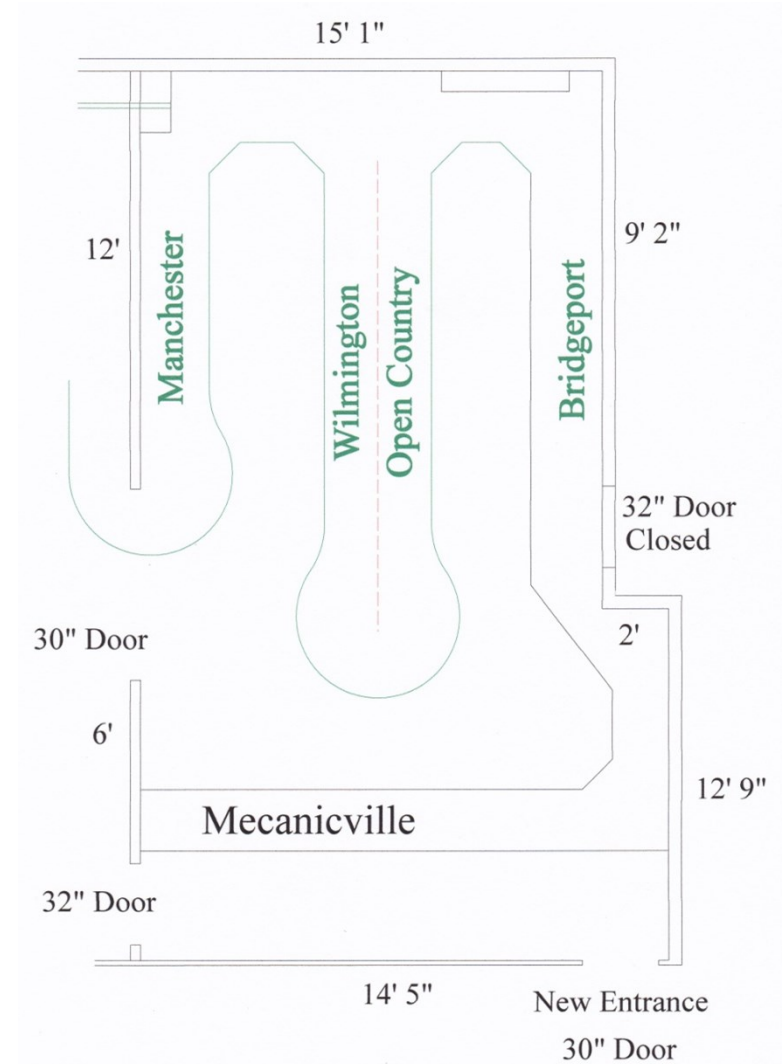 15' 1"
12'
Manchester
Wilmington
Open Country
Bridgeport
9' 2"
32" Door
Closed
30" Door
2'
6'
12' 9"
Mecanicville
32" Door
14' 5"
New Entrance
30" Door